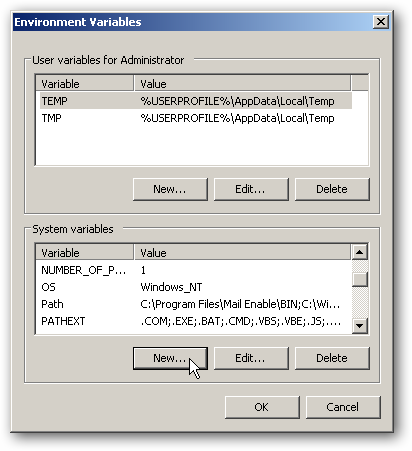 Environment Variables
User variables for Administrator
Variable Value
TEMP %USERPROFILE%\AppData\Local\Temp
TMP %USERPROFILE%\AppData\Local\Temp
New... Edit... Delete
System variables
Variable Value
NUMBER_OF_P... 1
OS Windows_NT
Path C:\Program Files\Mail Enable\BIN;C:\Wi...
PATHEXT .COM;.EXE;.BAT;.CMD;.VBS;.VBE;.JS;....
New... Edit... Delete
OK Cancel